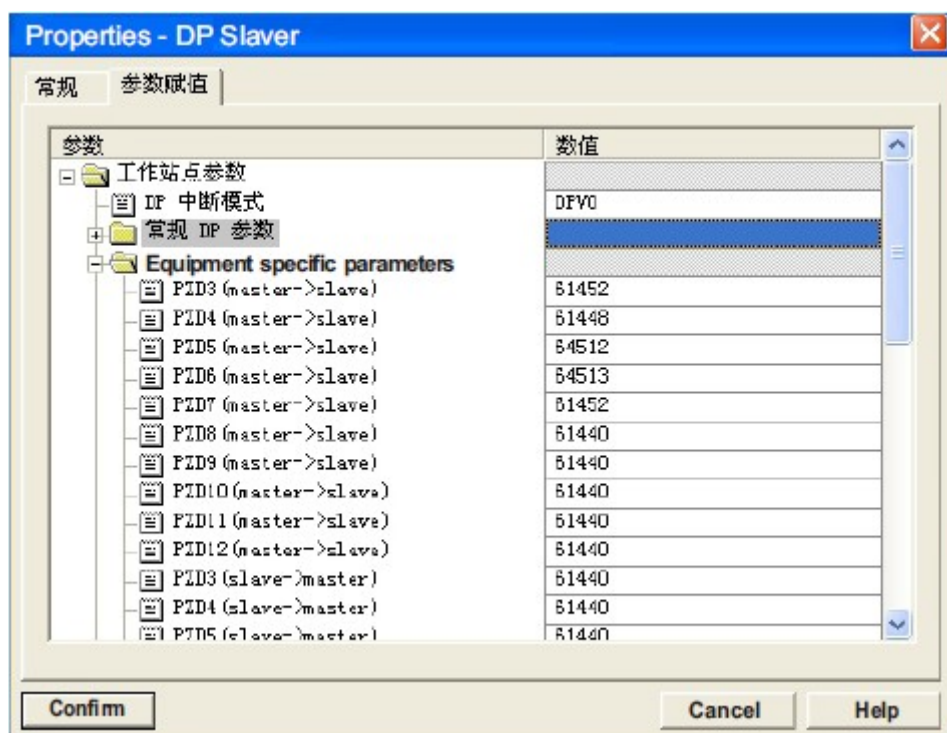 Properties - DP Slaver
常规 参数赋值
参数 数值
工作站点参数
DP 中断模式 DPV0
常规 DP 参数
Equipment specific parameters
PZD3(master->slave) 61452
PZD4(master->slave) 61448
PZD5(master->slave) 64512
PZD6(master->slave) 64513
PZD7(master->slave) 61452
PZD8(master->slave) 61440
PZD9(master->slave) 61440
PZD10(master->slave) 61440
PZD11(master->slave) 61440
PZD12(master->slave) 61440
PZD3(slave->master) 61440
PZD4(slave->master) 61440
PZD5(slave->master) 61440
Confirm Cancel Help